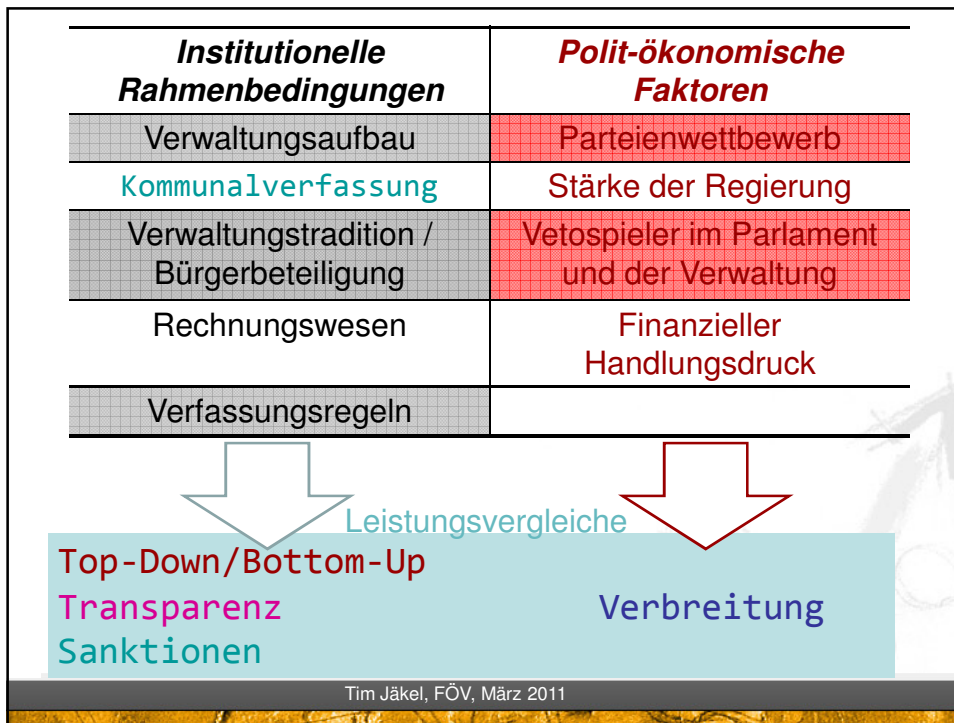 Institutionelle
Rahmenbedingungen
Polit-ökonomische
Faktoren
Verwaltungsaufbau
Parteienwettbewerb
Kommunalverfassung
Stärke der Regierung
Verwaltungstradition /
Bürgerbeteiligung
Vetospieler im Parlament
und der Verwaltung
Rechnungswesen
Finanzieller
Handlungsdruck
Verfassungsregeln
Leistungsvergleiche
Top-Down/Bottom-Up
Transparenz
Verbreitung
Sanktionen
Tim Jäkel, FÖV, März 2011